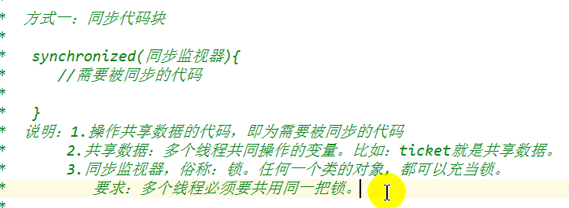 *
* 方式一：同步代码块
*
* synchronized(同步监视器){
* //需要被同步的代码
*
* }
* 说明：1.操作共享数据的代码，即为需要被同步的代码
* 2.共享数据：多个线程共同操作的变量。比如：ticket就是共享数据。
* 3.同步监视器，俗称：锁。任何一个类的对象，都可以充当锁。
* 要求：多个线程必须要共用同一把锁。
*